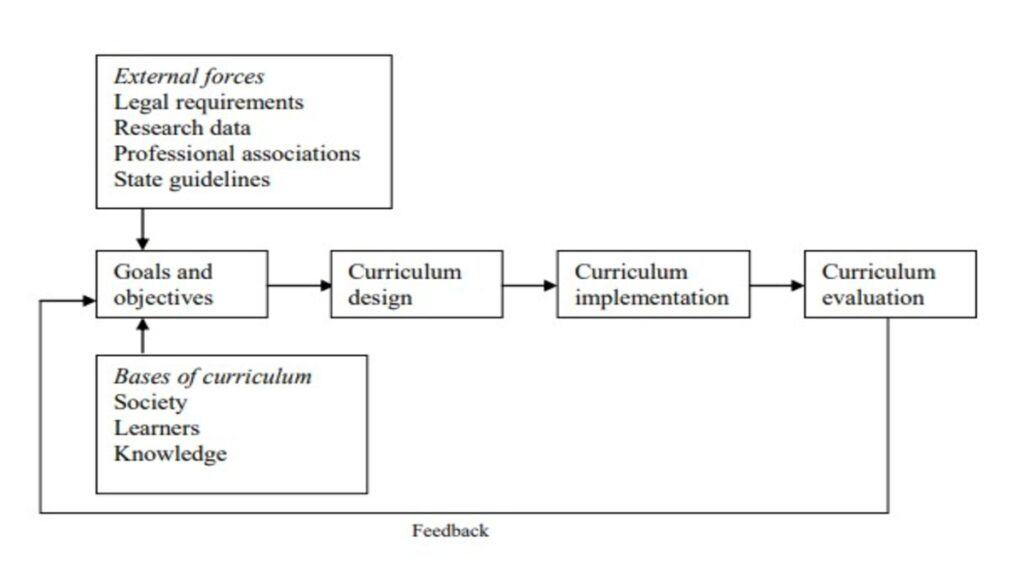 External forces
Legal requirements
Research data
Professional associations
State guidelines
Goals and
objectives
Curriculum
design
Curriculum
implementation
Curriculum
evaluation
Bases of curriculum
Society
Learners
Knowledge
Feedback